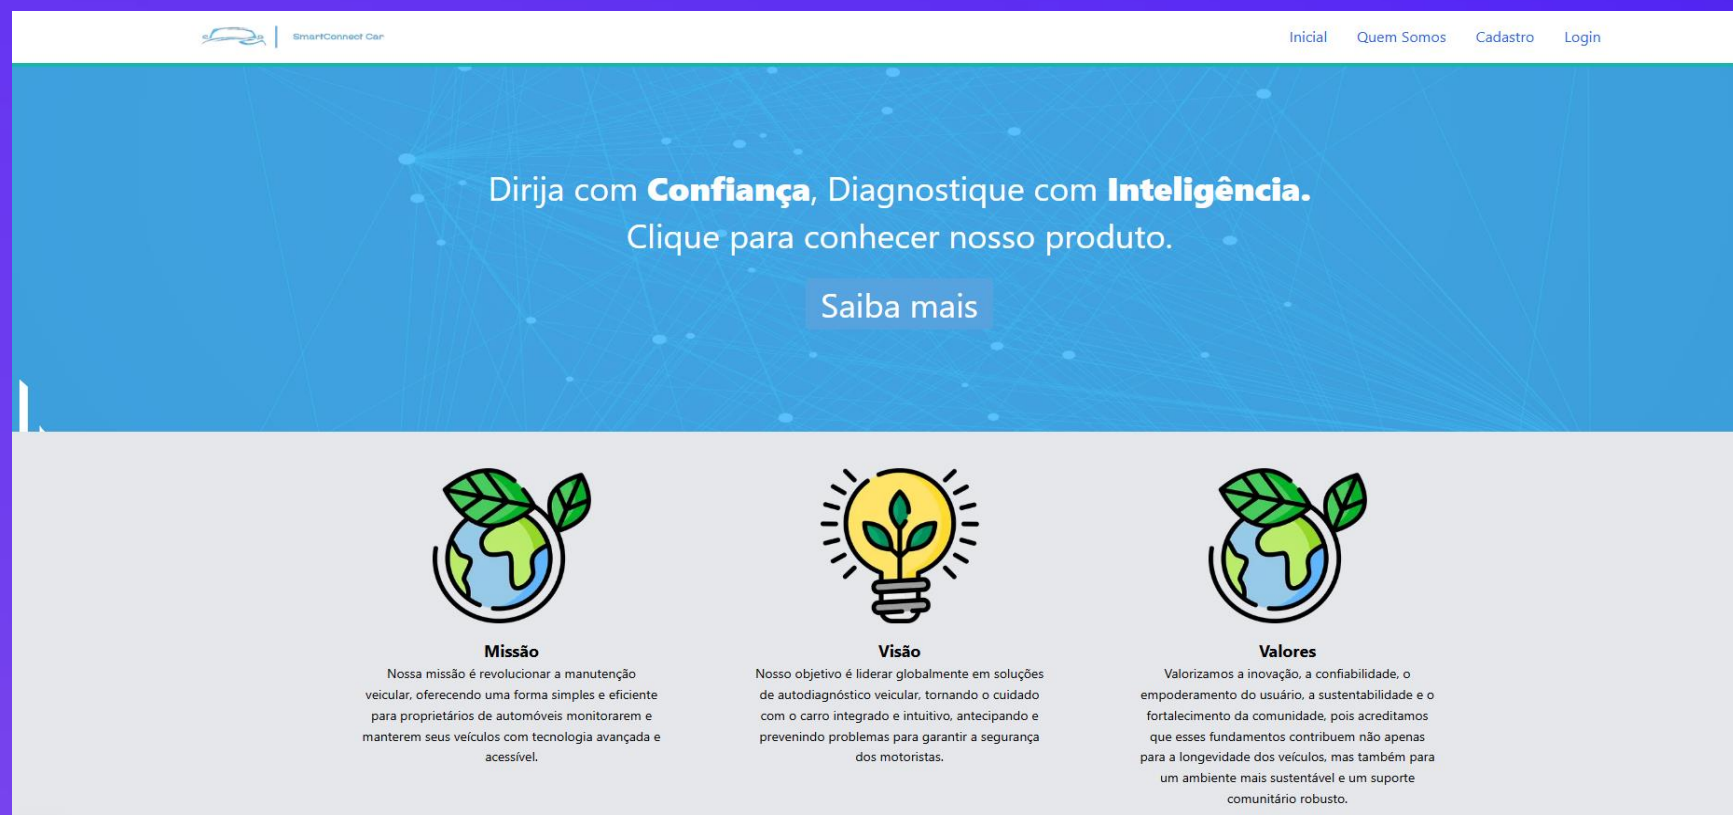 SmartConnect Car
Inicial Quem Somos Cadastro Login
Dirija com Confiança, Diagnostique com Inteligência.
Clique para conhecer nosso produto.
Saiba mais
Missão
Nossa missão é revolucionar a manutenção
veicular, oferecendo uma forma simples e eficiente
para proprietários de automóveis monitorarem e
manterem seus veículos com tecnologia avançada e
acessível.
Visão
Nosso objetivo é liderar globalmente em soluções
de autodiagnóstico veicular, tornando o cuidado
com o carro integrado e intuitivo, antecipando e
prevenindo problemas para garantir a segurança
dos motoristas.
Valores
Valorizamos a inovação, a confiabilidade, o
empoderamento do usuário, a sustentabilidade e o
fortalecimento da comunidade, pois acreditamos
que esses fundamentos contribuem não apenas
para a longevidade dos veículos, mas também para
um ambiente mais sustentável e um suporte
comunitário robusto.